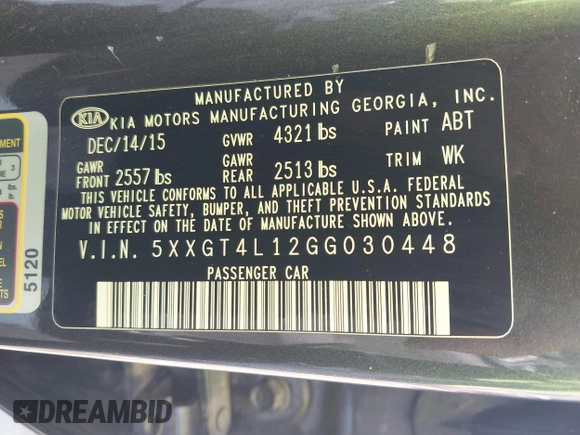 MANUFACTURED BY
KIA KIA MOTORS MANUFACTURING GEORGIA, INC.
DEC/14/15 GVWR 4321 lbs PAINT ABT
GAWR FRONT 2557 lbs GAWR REAR 2513 lbs TRIM WK
THIS VEHICLE CONFORMS TO ALL APPLICABLE U.S.A. FEDERAL
MOTOR VEHICLE SAFETY, BUMPER, AND THEFT PREVENTION STANDARDS
IN EFFECT ON THE DATE OF MANUFACTURE SHOWN ABOVE.
V.I.N. 5XXGT4L12GG030448
PASSENGER CAR
5120
DREAMBID